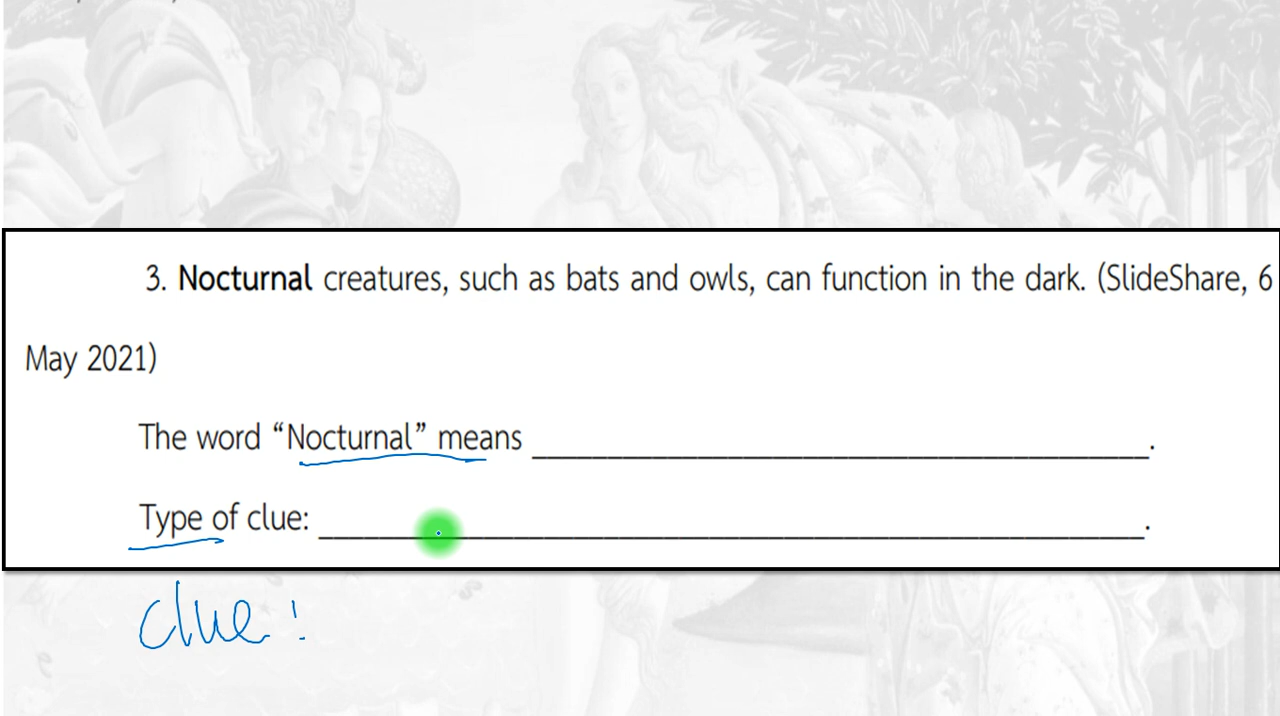 3. Nocturnal creatures, such as bats and owls, can function in the dark. (SlideShare, 6
May 2021)
The word “Nocturnal” means ______________________________.
Type of clue: ________________________________________.
clue :